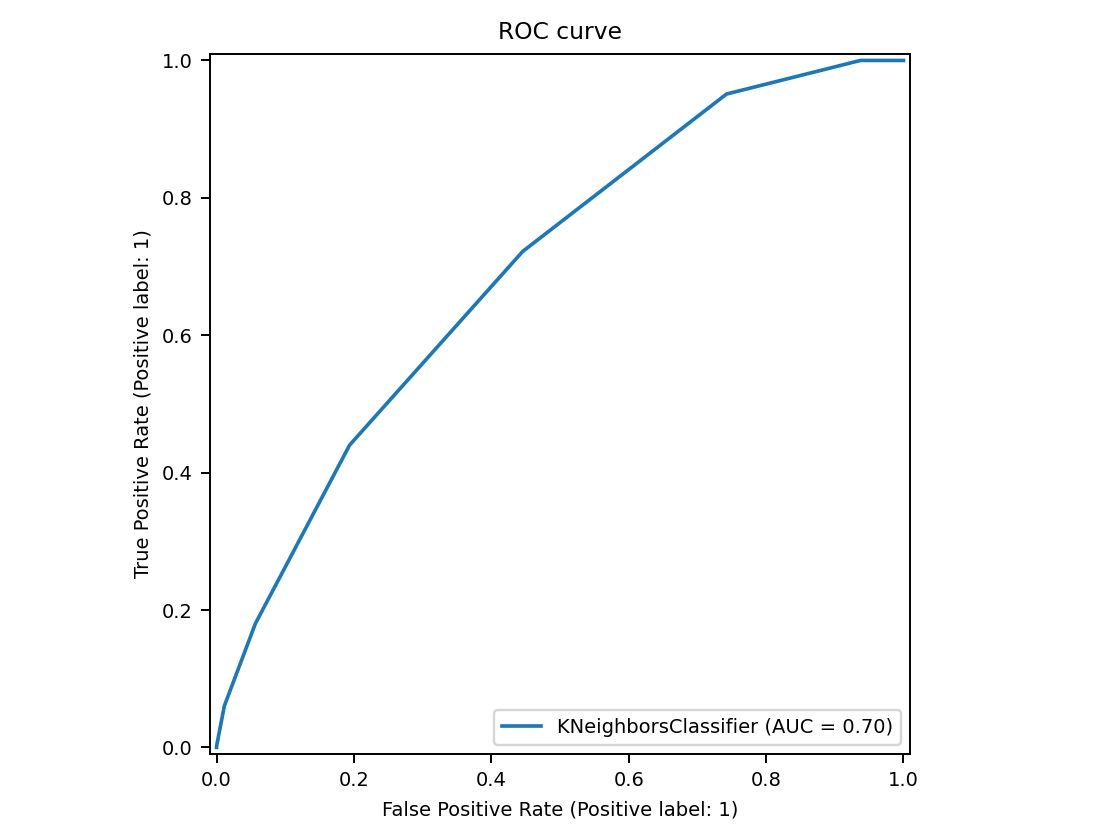 ROC curve
True Positive Rate (Positive label: 1)
1.0
0.8
0.6
0.4
0.2
0.0
KNeighborsClassifier (AUC = 0.70)
0.0 0.2 0.4 0.6 0.8 1.0
False Positive Rate (Positive label: 1)